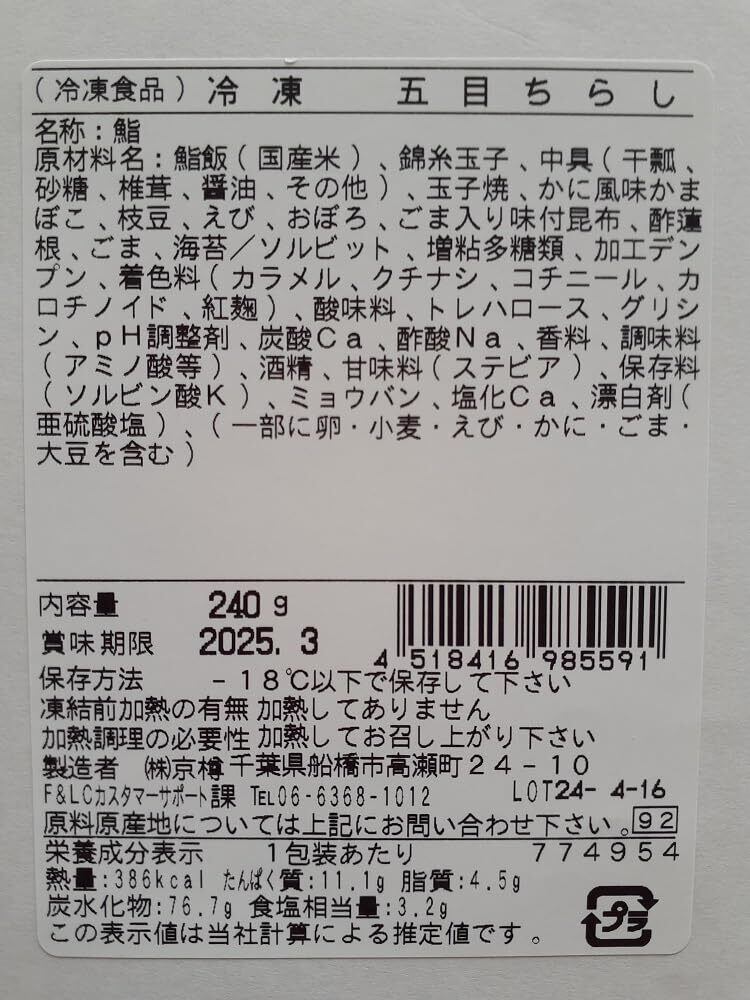 (冷凍食品) 冷凍 五目ちらし
名称:鮨
原材料名:鮨飯(国産米)、錦糸玉子、中具(干瓢、
砂糖、椎茸、醤油、その他)、玉子焼、かに風味かま
ぼこ、枝豆、えび、おぼろ、ごま入り味付昆布、酢蓮
根、ごま、海苔/ソルビット、増粘多糖類、加工デン
プン、着色料(カラメル、クチナシ、コチニール、カ
ロチノイド、紅麹)、酸味料、トレハロース、グリシ
ン、pH調整剤、炭酸Ca、酢酸Na、香料、調味料
(アミノ酸等)、酒精、甘味料(ステビア)、保存料
(ソルビン酸K)、ミョウバン、塩化Ca、漂白剤(
亜硫酸塩)、(一部に卵・小麦・えび・かに・ごま・
大豆を含む)
内容量 240g
賞味期限 2025. 3
4 518416 985591
保存方法 -18℃以下で保存して下さい
凍結前加熱の有無 加熱してありません
加熱調理の必要性 加熱してお召し上がり下さい
製造者 ㈱京樽 千葉県船橋市高瀬町24-10
F&LCカスタマーサポート課 TEL06-6368-1012 LOT24- 4-16
原料原産地については上記にお問い合わせ下さい。92
栄養成分表示 1包装あたり 774954
熱量:386kcal たんぱく質:11.1g 脂質:4.5g
炭水化物:76.7g 食塩相当量:3.2g
この表示値は当社計算による推定値です。
プラ